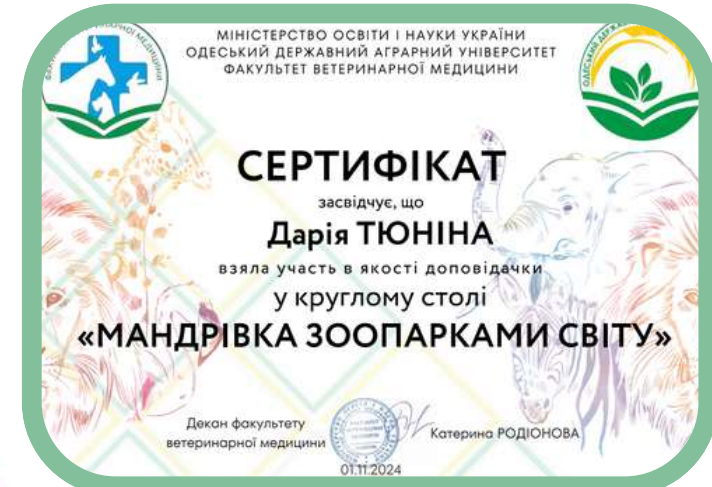 МІНІСТЕРСТВО ОСВІТИ І НАУКИ УКРАЇНИ
ОДЕСЬКИЙ ДЕРЖАВНИЙ АГРАРНИЙ УНІВЕРСИТЕТ
ФАКУЛЬТЕТ ВЕТЕРИНАРНОЇ МЕДИЦИНИ
СЕРТИФІКАТ
засвідчує, що
Дарія ТЮНІНА
взяла участь в якості доповідачки
у круглому столі
«МАНДРІВКА ЗООПАРКАМИ СВІТУ»
Декан факультету
ветеринарної медицини
Катерина РОДІОНОВА
01.11.2024